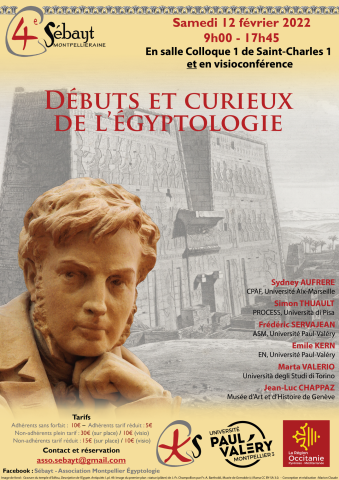 4e Sébayt
MONTPELLIÉRAINE
Samedi 12 février 2022
9h00 - 17h45
En salle Colloque 1 de Saint-Charles 1
et en visioconférence
DÉBUTS ET CURIEUX
DE L'ÉGYPTOLOGIE
Sydney AUFRERE
CPAF, Université Aix-Marseille
Simon THUAULT
PROCESS, Università di Pisa
Frédéric SERVAJEAN
ASM, Université Paul-Valéry
Emile KERN
EN, Université Paul-Valéry
Marta VALERIO
Università degli Studi di Torino
Jean-Luc CHAPPAZ
Musée d'Art et d'Histoire de Genève
Tarifs
Adhérents sans forfait : 10€ - Adhérents tarif réduit : 5€
Non-adhérents plein tarif : 30€ (sur place) / 10€ (visio)
Non-adhérents tarif réduit : 15€ (sur place) / 10€ (visio)
Contact et réservation
asso.sebayt@gmail.com
Facebook : Sébayt - Association Montpellier Égyptologie
UNIVERSITÉ
PAUL
VALÉRY
MONTPELLIER 3
La Région
Occitanie
Pyrénées - Méditerranée